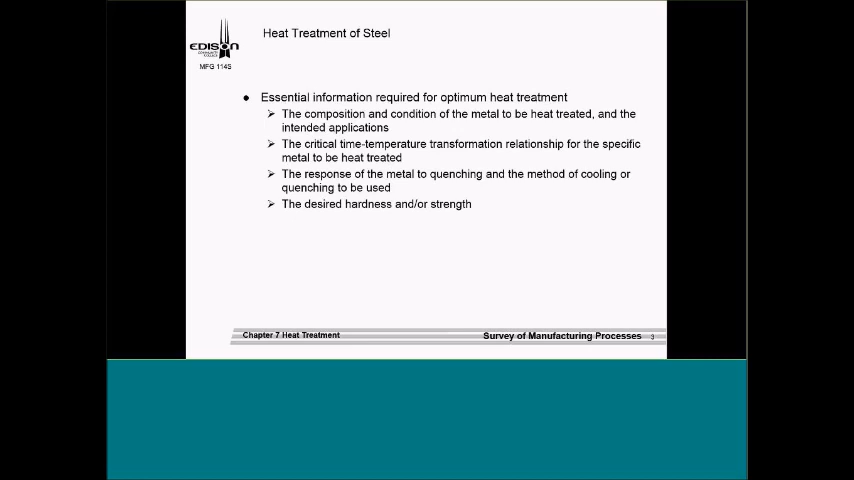 Heat Treatment of Steel
EDISON
COMMUNITY
COLLEGE
MFG 114S
● Essential information required for optimum heat treatment
➢ The composition and condition of the metal to be heat treated, and the
intended applications
➢ The critical time-temperature transformation relationship for the specific
metal to be heat treated
➢ The response of the metal to quenching and the method of cooling or
quenching to be used
➢ The desired hardness and/or strength
Chapter 7 Heat Treatment
Survey of Manufacturing Processes 3